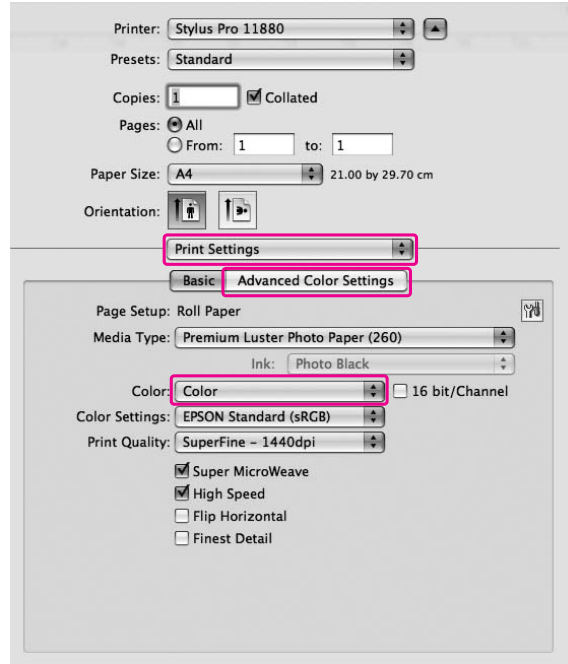 Printer: Stylus Pro 11880
Presets: Standard
Copies: 1 Collated
Pages: All
From: 1 to: 1
Paper Size: A4 21.00 by 29.70 cm
Orientation:
Print Settings
Basic Advanced Color Settings
Page Setup: Roll Paper
Media Type: Premium Luster Photo Paper (260)
Ink: Photo Black
Color: Color 16 bit/Channel
Color Settings: EPSON Standard (sRGB)
Print Quality: SuperFine – 1440dpi
Super MicroWeave
High Speed
Flip Horizontal
Finest Detail